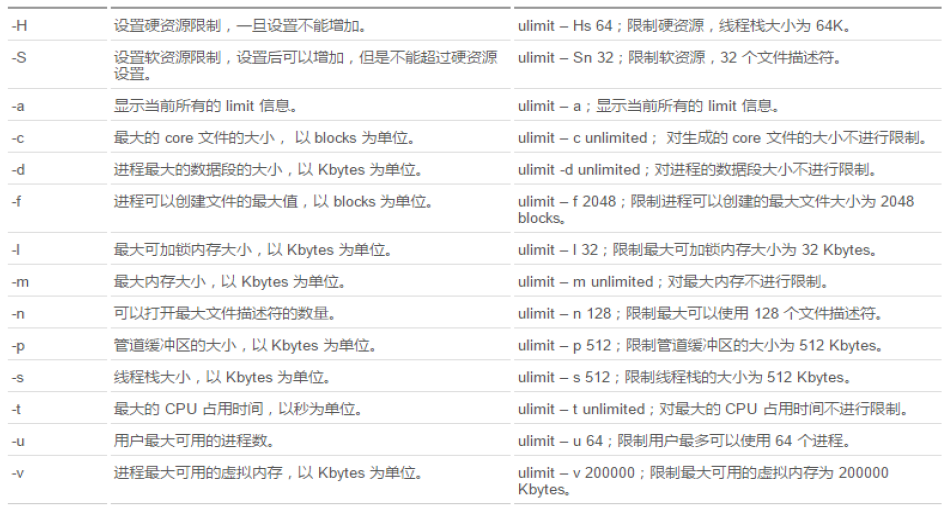 -H 设置硬资源限制，一旦设置不能增加。 ulimit – Hs 64；限制硬资源，线程栈大小为 64K。
-S 设置软资源限制，设置后可以增加，但是不能超过硬资源设置。 ulimit – Sn 32；限制软资源，32 个文件描述符。
-a 显示当前所有的 limit 信息。 ulimit – a；显示当前所有的 limit 信息。
-c 最大的 core 文件的大小， 以 blocks 为单位。 ulimit – c unlimited； 对生成的 core 文件的大小不进行限制。
-d 进程最大的数据段的大小，以 Kbytes 为单位。 ulimit -d unlimited；对进程的数据段大小不进行限制。
-f 进程可以创建文件的最大值，以 blocks 为单位。 ulimit – f 2048；限制进程可以创建的最大文件大小为 2048 blocks。
-l 最大可加锁内存大小，以 Kbytes 为单位。 ulimit – l 32；限制最大可加锁内存大小为 32 Kbytes。
-m 最大内存大小，以 Kbytes 为单位。 ulimit – m unlimited；对最大内存不进行限制。
-n 可以打开最大文件描述符的数量。 ulimit – n 128；限制最大可以使用 128 个文件描述符。
-p 管道缓冲区的大小，以 Kbytes 为单位。 ulimit – p 512；限制管道缓冲区的大小为 512 Kbytes。
-s 线程栈大小，以 Kbytes 为单位。 ulimit – s 512；限制线程栈的大小为 512 Kbytes。
-t 最大的 CPU 占用时间，以秒为单位。 ulimit – t unlimited；对最大的 CPU 占用时间不进行限制。
-u 用户最大可用的进程数。 ulimit – u 64；限制用户最多可以使用 64 个进程。
-v 进程最大可用的虚拟内存，以 Kbytes 为单位。 ulimit – v 200000；限制最大可用的虚拟内存为 200000 Kbytes。